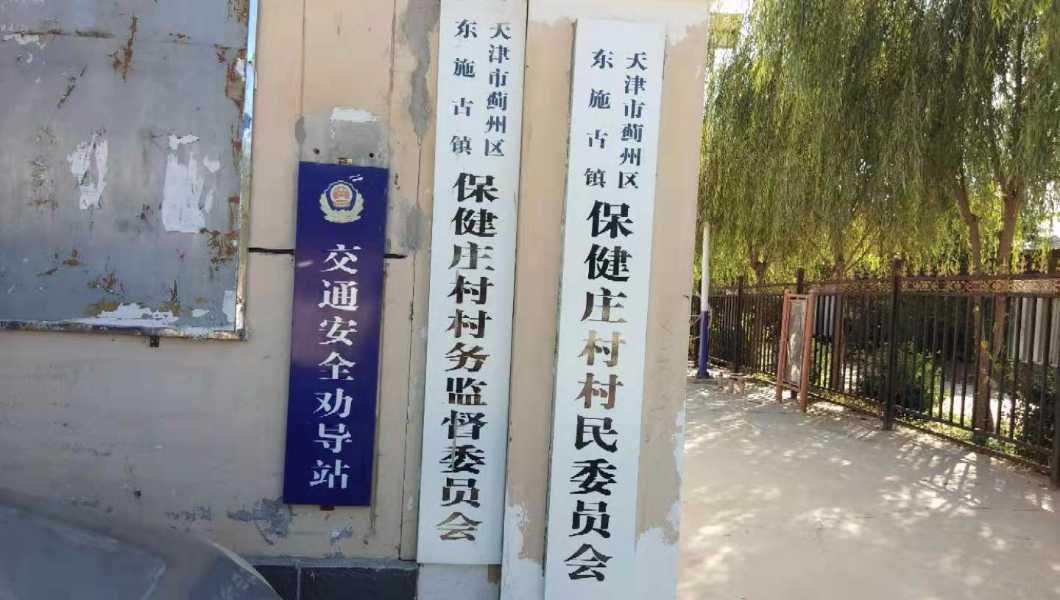 交通安全劝导站
天津市蓟州区
东施古镇
保健庄村村务监督委员会
天津市蓟州区
东施古镇
保健庄村村民委员会